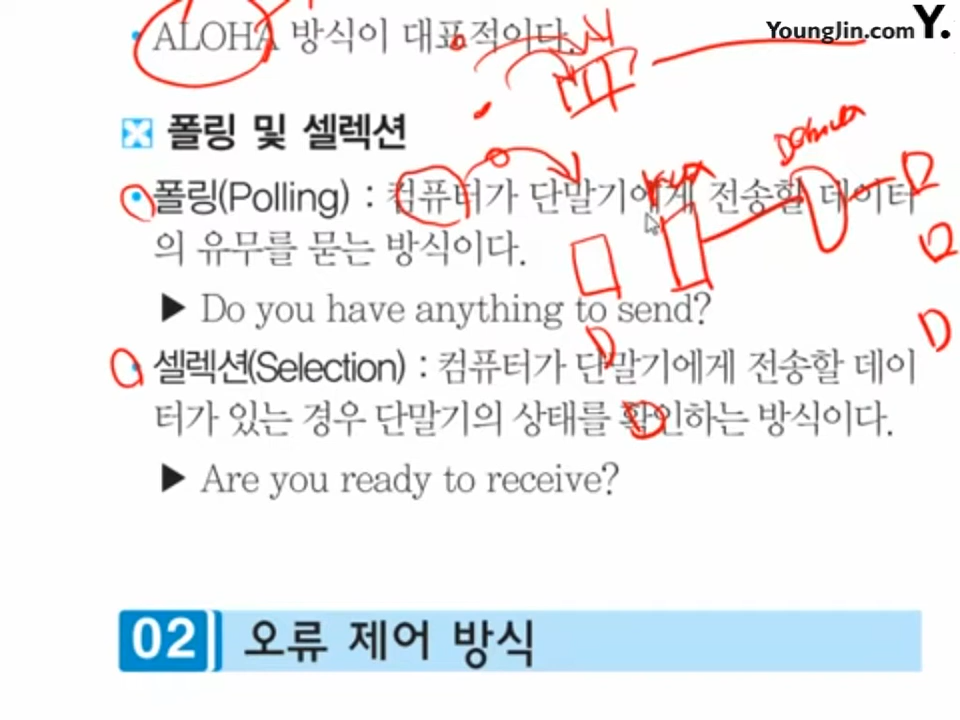 YoungJin.com Y.
• ALOHA 방식이 대표적이다.
폴링 및 셀렉션
• 폴링(Polling) : 컴퓨터가 단말기에게 전송할 데이터
의 유무를 묻는 방식이다.
▶ Do you have anything to send?
• 셀렉션(Selection) : 컴퓨터가 단말기에게 전송할 데이
터가 있는 경우 단말기의 상태를 확인하는 방식이다.
▶ Are you ready to receive?
02 오류 제어 방식